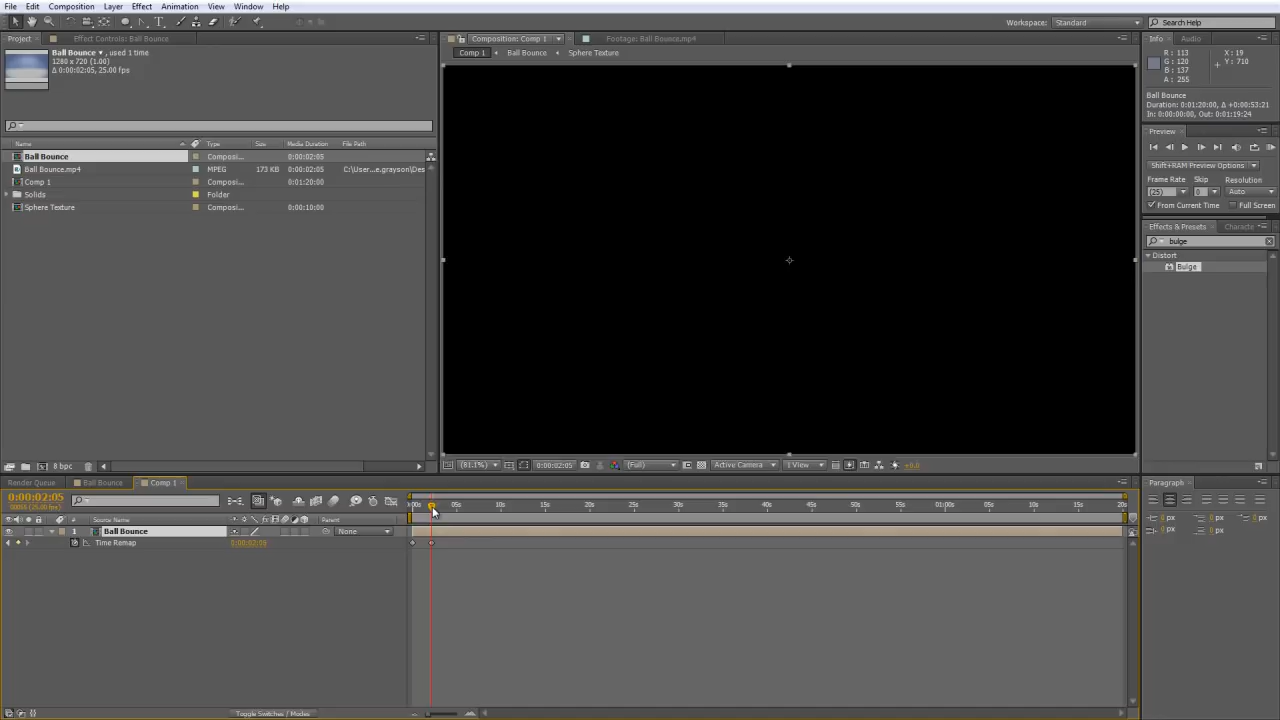 File Edit Composition Layer Effect Animation View Window Help
Workspace: Standard Search Help
Project Effect Controls: Ball Bounce
Ball Bounce ▾, used 1 time
1280 x 720 (1.00)
Δ 0:00:02:05, 25.00 fps
Name Type Size Media Duration File Path
Ball Bounce Composi... 0:00:02:05
Ball Bounce.mp4 MPEG 173 KB 0:00:02:05 C:\User...e.grayson\Des
Comp 1 Composi... 0:01:20:00
Solids Folder
Sphere Texture Composi... 0:00:10:00
8 bpc
Composition: Comp 1 Footage: Ball Bounce.mp4
Comp 1 Ball Bounce Sphere Texture
(81.1%) 0:00:02:05 (Full) Active Camera 1 View +0.0
Info Audio
R : 113
G : 120
B : 137
A : 255
X : 19
Y : 710
Ball Bounce
Duration: 0:01:20:00, Δ +0:00:53:21
In: 0:00:00:00, Out: 0:01:19:24
Preview
Shift+RAM Preview Options
Frame Rate Skip Resolution
(25) 0 Auto
From Current Time Full Screen
Effects & Presets Characte
bulge
Distort
Bulge
Render Queue Ball Bounce Comp 1
0:00:02:05
00055 (25.00 fps)
05s 10s 15s 20s 25s 30s 35s 40s 45s 50s 55s 01:00s 05s 10s 15s 20s
# Source Name Parent
1 Ball Bounce None
Time Remap 0:00:02:05
Toggle Switches / Modes
Paragraph
0 px 0 px 0 px
0 px 0 px